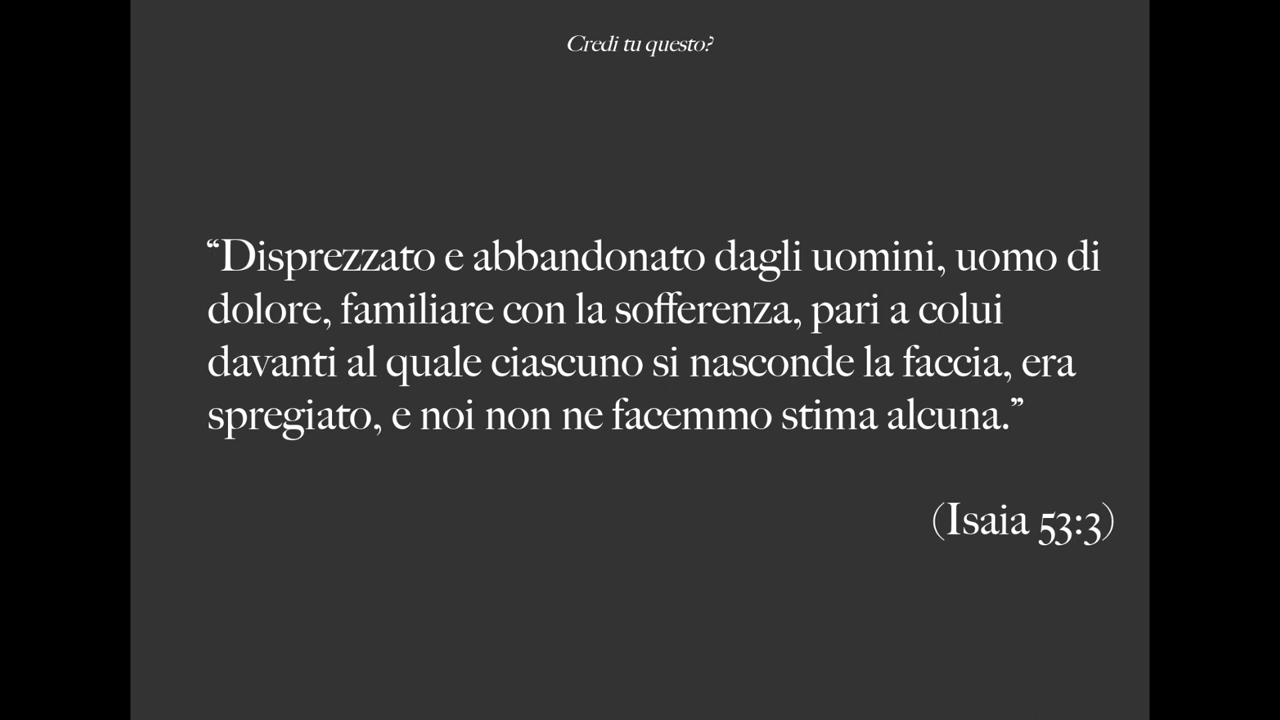 Credi tu questo?
“Disprezzato e abbandonato dagli uomini, uomo di
dolore, familiare con la sofferenza, pari a colui
davanti al quale ciascuno si nasconde la faccia, era
spregiato, e noi non ne facemmo stima alcuna.”
(Isaia 53:3)